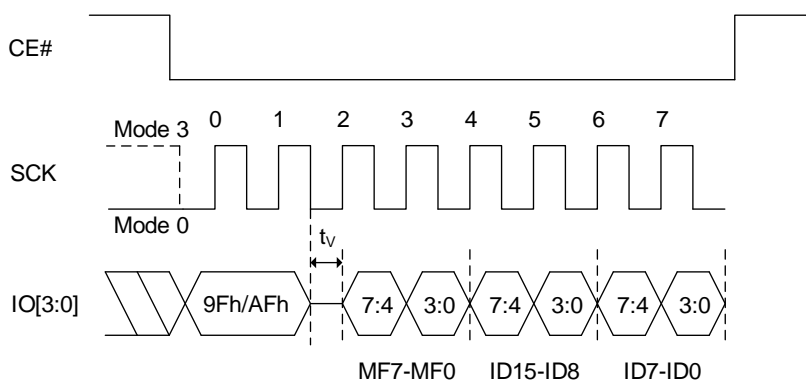 CE#
Mode 3
0 1 2 3 4 5 6 7
SCK
Mode 0
tV
IO[3:0]
9Fh/AFh
7:4 3:0 7:4 3:0 7:4 3:0
MF7-MF0 ID15-ID8 ID7-ID0